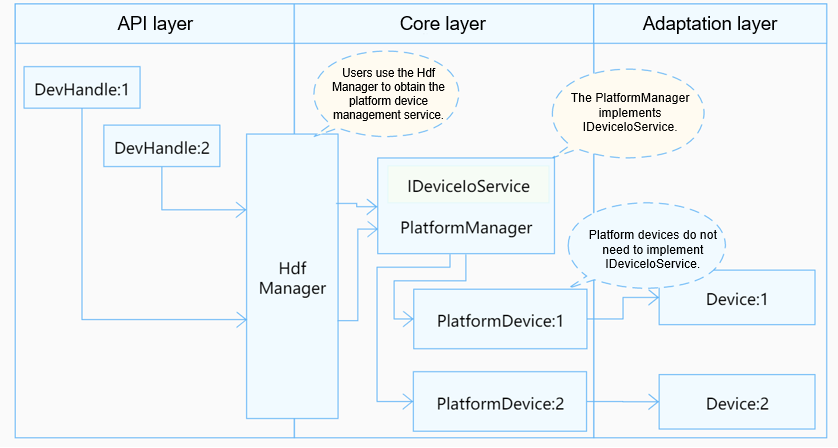 API layer
Core layer
Adaptation layer
DevHandle:1
DevHandle:2
Users use the Hdf
Manager to obtain the
platform device
management service.
The PlatformManager
implements
IDeviceIoService.
IDeviceIoService
PlatformManager
Platform devices do not
need to implement
IDeviceIoService.
Hdf
Manager
PlatformDevice:1
Device:1
PlatformDevice:2
Device:2